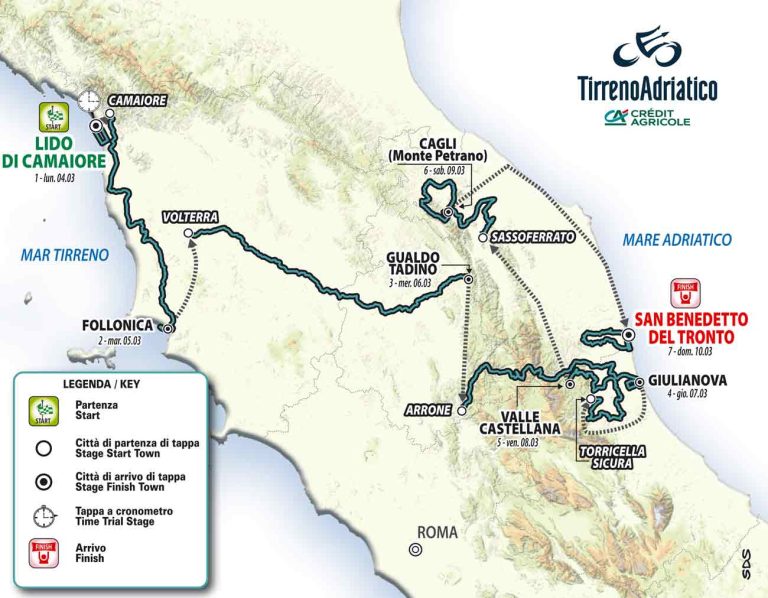 TirrenoAdriatico
CRÉDIT
AGRICOLE
CAMAIORE
START
LIDO
DI CAMAIORE
1 - lun. 04.03
CAGLI
(Monte Petrano)
6 - sab. 09.03
VOLTERRA
SASSOFERRATO
MARE ADRIATICO
MAR TIRRENO
GUALDO
TADINO
3 - mer. 06.03
FINISH
SAN BENEDETTO
DEL TRONTO
7 - dom. 10.03
FOLLONICA
2 - mar. 05.03
GIULIANOVA
4 - gio. 07.03
ARRONE
VALLE
CASTELLANA
5 - ven. 08.03
TORRICELLA
SICURA
ROMA
LEGENDA / KEY
START
Partenza
Start
Città di partenza di tappa
Stage Start Town
Città di arrivo di tappa
Stage Finish Town
Tappa a cronometro
Time Trial Stage
FINISH
Arrivo
Finish
SDS